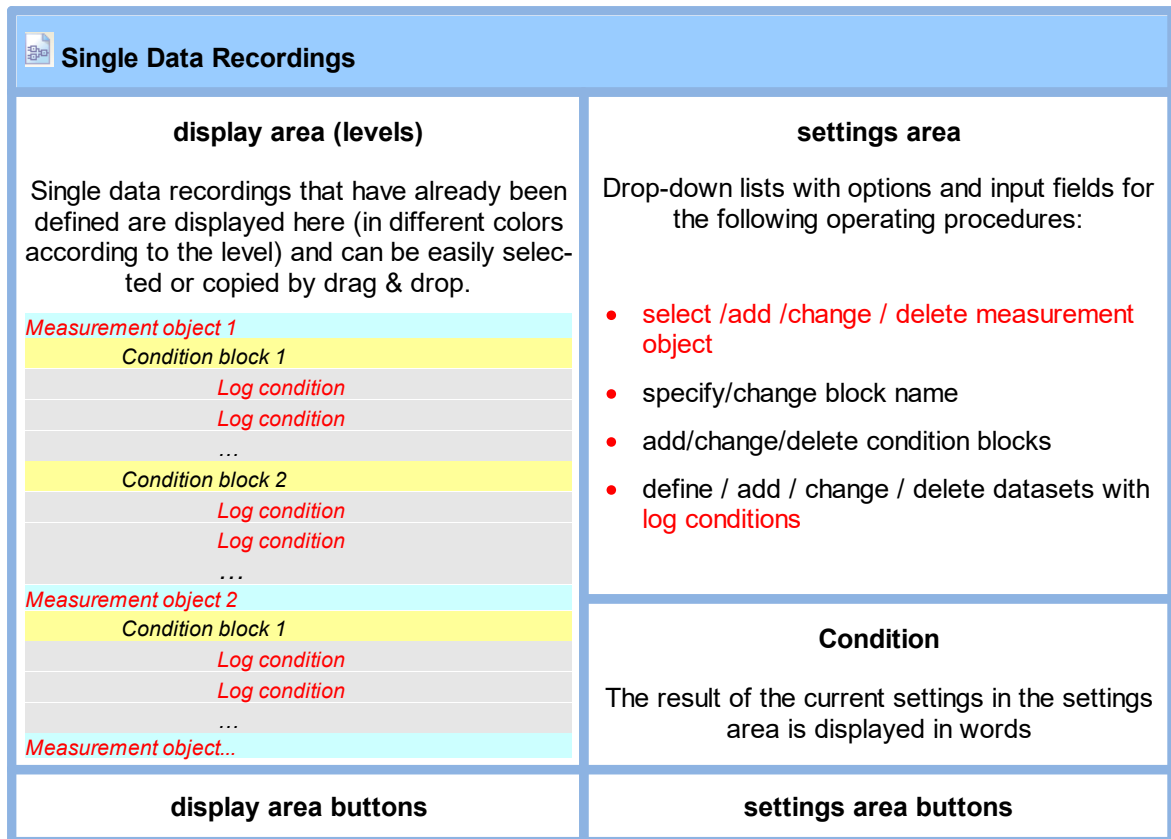 Single Data Recordings
display area (levels)
Single data recordings that have already been
defined are displayed here (in different colors
according to the level) and can be easily selec-
ted or copied by drag & drop.
Measurement object 1
Condition block 1
Log condition
Log condition
…
Condition block 2
Log condition
Log condition
…
Measurement object 2
Condition block 1
Log condition
Log condition
…
Measurement object...
settings area
Drop-down lists with options and input fields for
the following operating procedures:
• select /add /change / delete measurement
object
• specify/change block name
• add/change/delete condition blocks
• define / add / change / delete datasets with
log conditions
Condition
The result of the current settings in the settings
area is displayed in words
display area buttons
settings area buttons